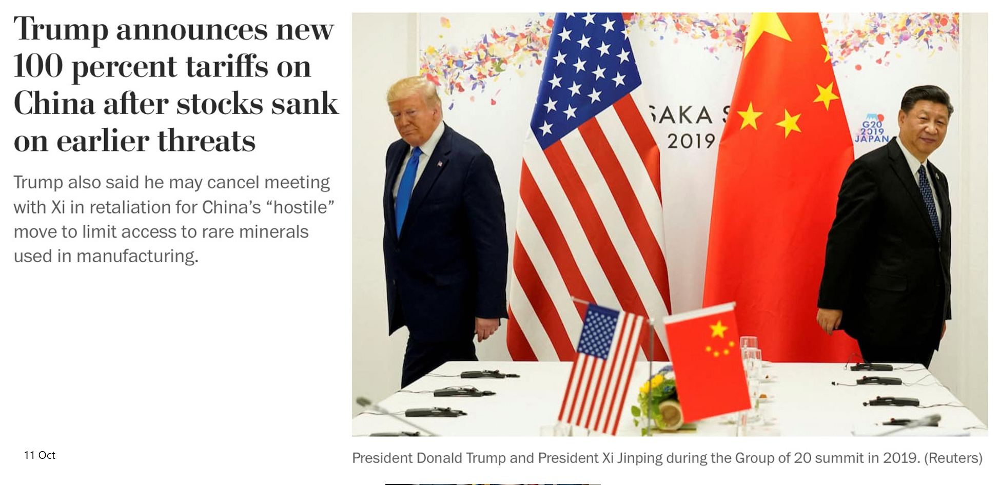 Trump announces new
100 percent tariffs on
China after stocks sank
on earlier threats
Trump also said he may cancel meeting
with Xi in retaliation for China’s “hostile”
move to limit access to rare minerals
used in manufacturing.
11 Oct
SAKA S
2019
G20
2019
JAPAN
President Donald Trump and President Xi Jinping during the Group of 20 summit in 2019. (Reuters)